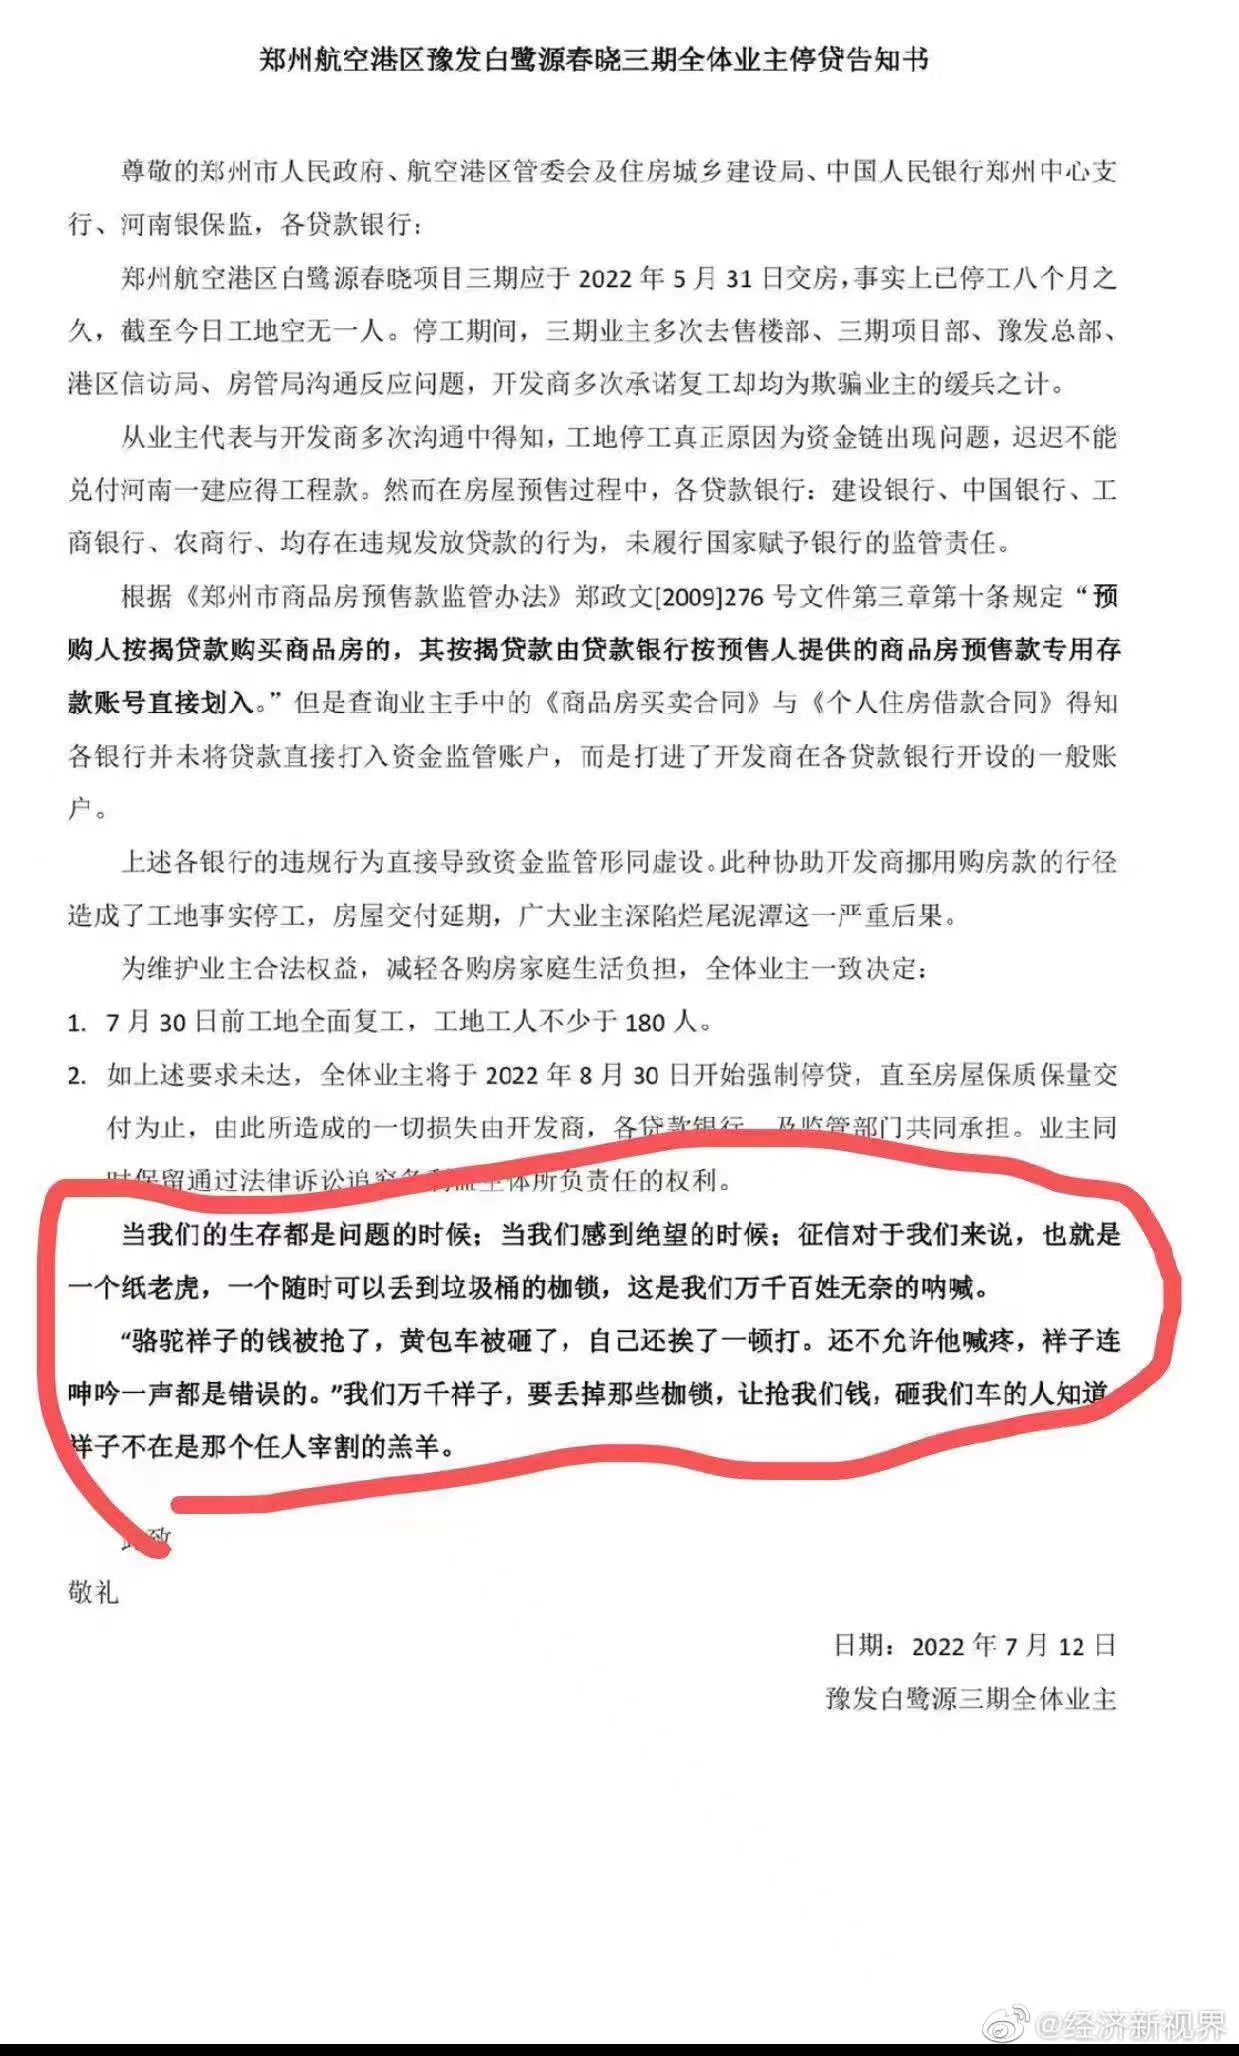 郑州航空港区豫发白鹭源春晓三期全体业主停贷告知书
尊敬的郑州市人民政府、航空港区管委会及住房城乡建设局、中国人民银行郑州中心支
行、河南银保监，各贷款银行：
郑州航空港区白鹭源春晓项目三期应于 2022 年 5 月 31 日交房，事实上已停工八个月之
久，截至今日工地空无一人。停工期间，三期业主多次去售楼部、三期项目部、豫发总部、
港区信访局、房管局沟通反应问题，开发商多次承诺复工却均为欺骗业主的缓兵之计。
从业主代表与开发商多次沟通中得知，工地停工真正原因为资金链出现问题，迟迟不能
兑付河南一建应得工程款。然而在房屋预售过程中，各贷款银行：建设银行、中国银行、工
商银行、农商行、均存在违规发放贷款的行为，未履行国家赋予银行的监管责任。
根据《郑州市商品房预售款监管办法》郑政文[2009]276 号文件第三章第十条规定“预
购人按揭贷款购买商品房的，其按揭贷款由贷款银行按预售人提供的商品房预售款专用存
款账号直接划入。”但是查询业主手中的《商品房买卖合同》与《个人住房借款合同》得知
各银行并未将贷款直接打入资金监管账户，而是打进了开发商在各贷款银行开设的一般账
户。
上述各银行的违规行为直接导致资金监管形同虚设。此种协助开发商挪用购房款的行径
造成了工地事实停工，房屋交付延期，广大业主深陷烂尾泥潭这一严重后果。
为维护业主合法权益，减轻各购房家庭生活负担，全体业主一致决定：
1. 7 月 30 日前工地全面复工，工地工人不少于 180 人。
2. 如上述要求未达，全体业主将于 2022 年 8 月 30 日开始强制停贷，直至房屋保质保量交
付为止，由此所造成的一切损失由开发商，各贷款银行，及监管部门共同承担。业主同
时保留通过法律诉讼追究各利益主体所负责任的权利。
当我们的生存都是问题的时候；当我们感到绝望的时候；征信对于我们来说，也就是
一个纸老虎，一个随时可以丢到垃圾桶的枷锁，这是我们万千百姓无奈的呐喊。
“骆驼祥子的钱被抢了，黄包车被砸了，自己还挨了一顿打。还不允许他喊疼，祥子连
呻吟一声都是错误的。”我们万千祥子，要丢掉那些枷锁，让抢我们钱，砸我们车的人知道
祥子不在是那个任人宰割的羔羊。
此致
敬礼
日期：2022 年 7 月 12 日
豫发白鹭源三期全体业主
@经济新视界